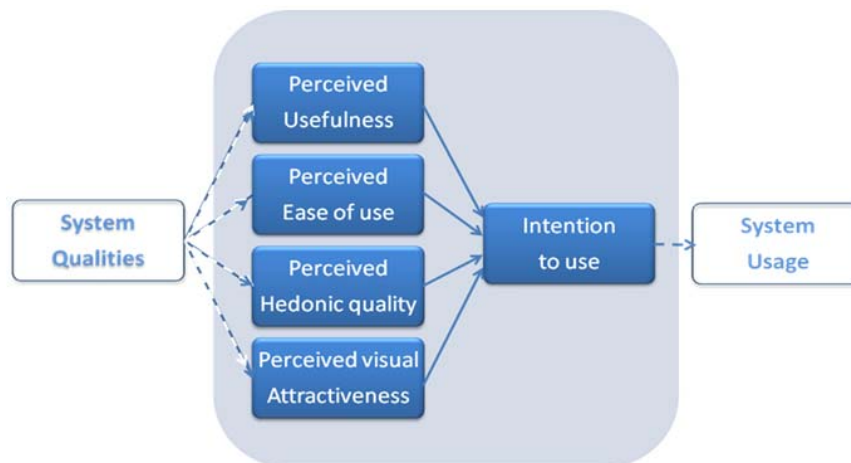 System
Qualities
Perceived
Usefulness
Perceived
Ease of use
Perceived
Hedonic quality
Perceived visual
Attractiveness
Intention
to use
System
Usage